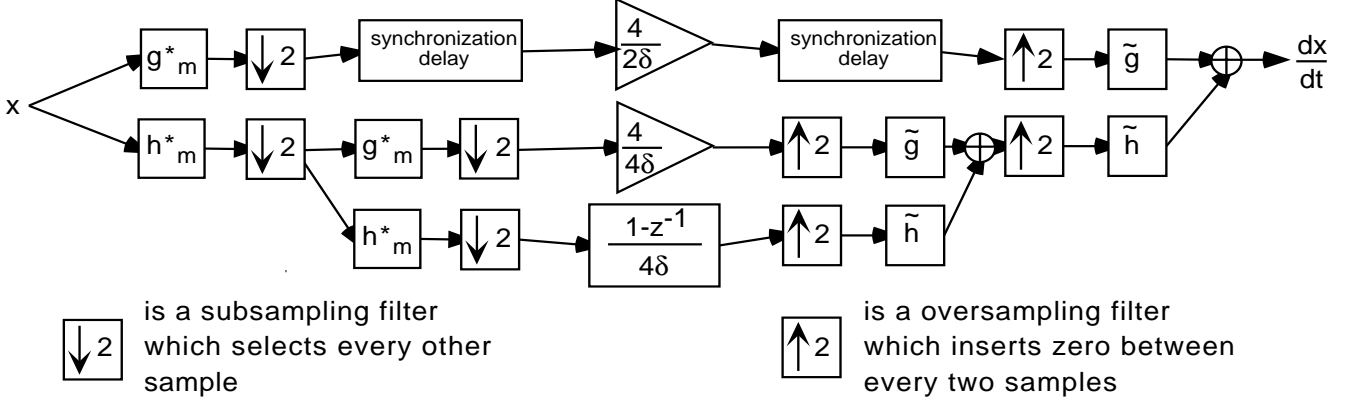 g*m ↓2 synchronization delay 4/2δ synchronization delay ↑2 g̃ dx/dt
x
h*m ↓2 g*m ↓2 4/4δ ↑2 g̃ ↑2 h̃
h*m ↓2 1-z^-1/4δ ↑2 h̃
↓2 is a subsampling filter
which selects every other
sample
↑2 is a oversampling filter
which inserts zero between
every two samples